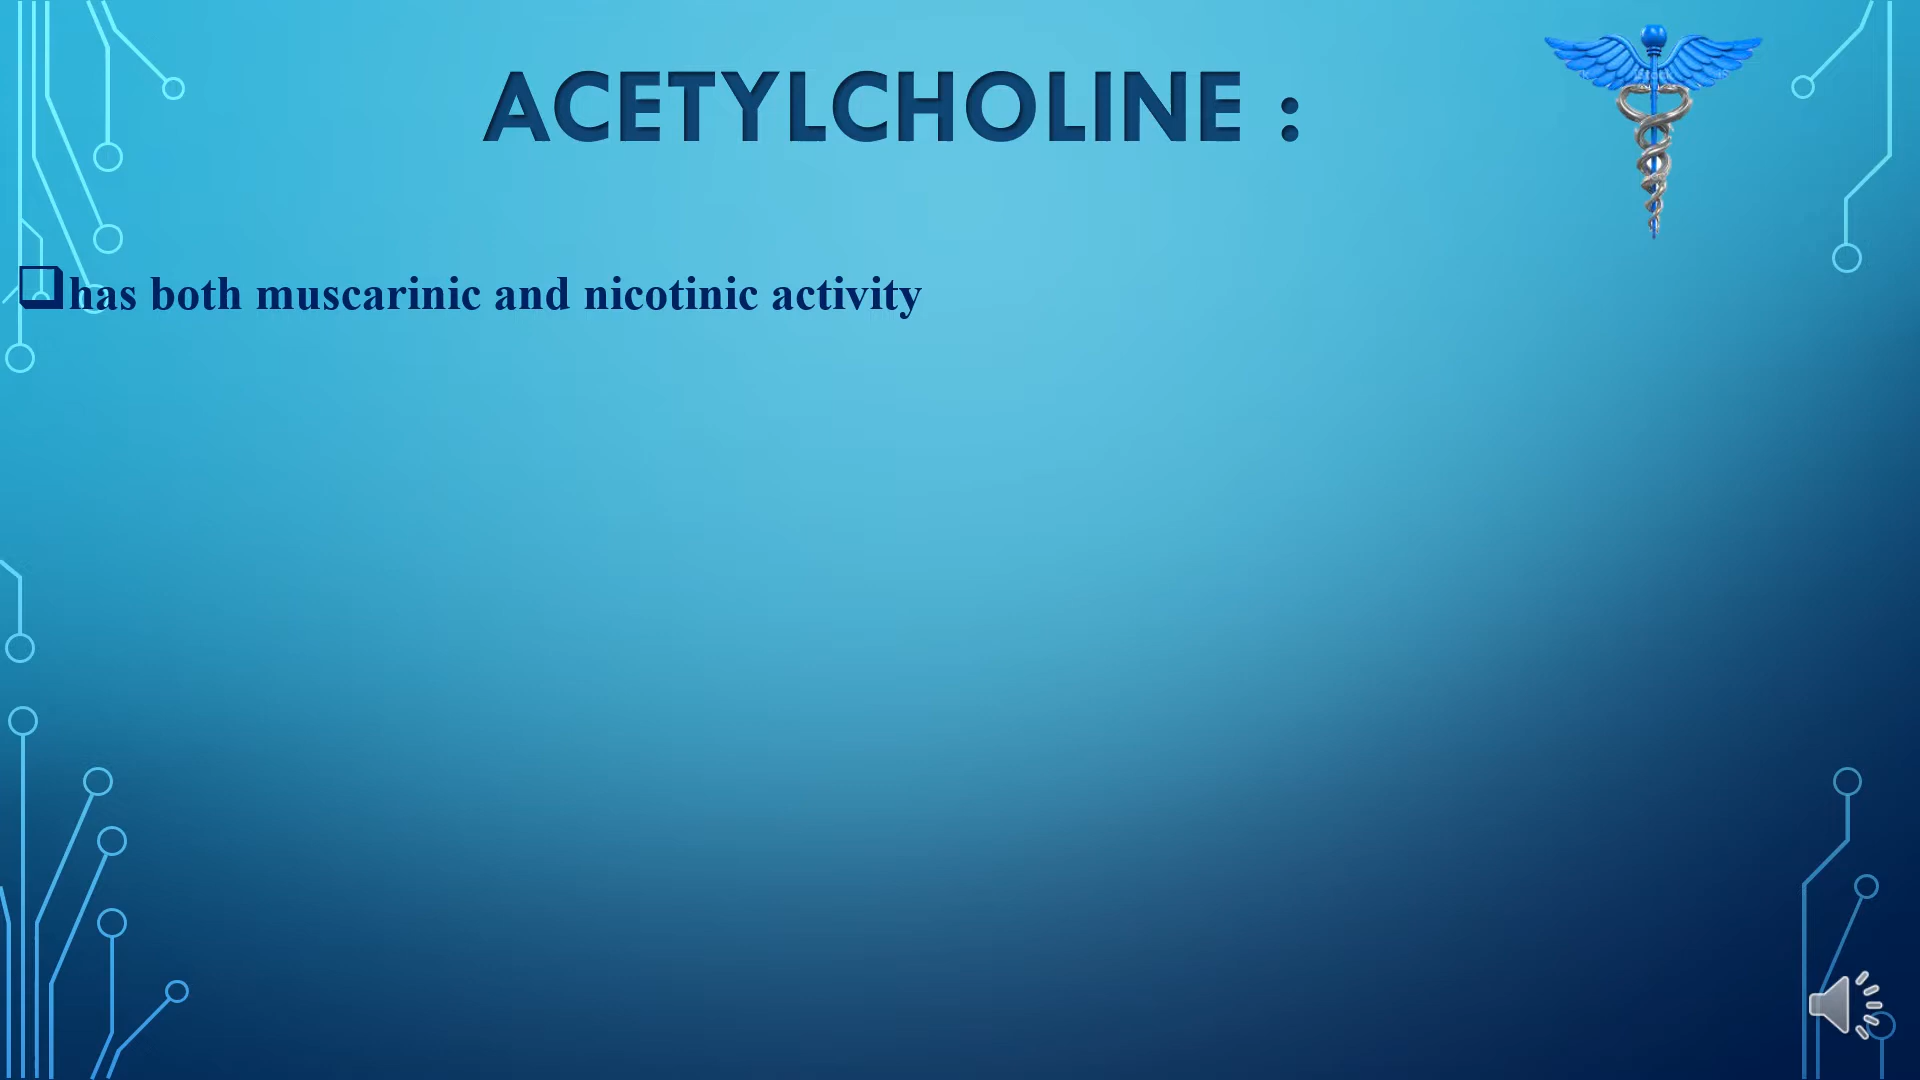 ACETYLCHOLINE :
❑has both muscarinic and nicotinic activity